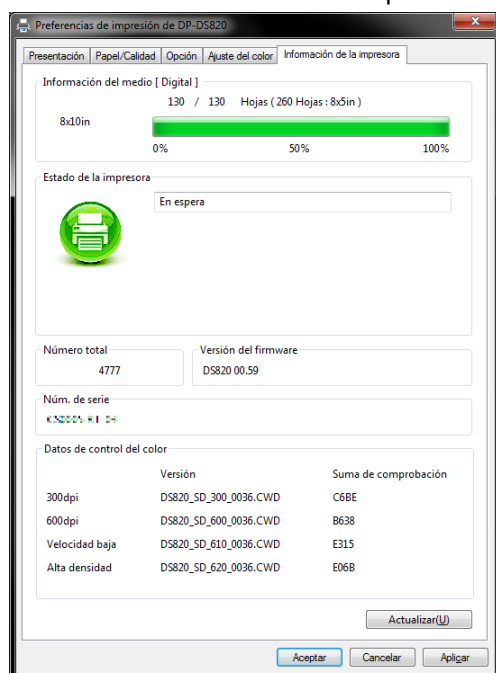 Preferencias de impresión de DP-DS820
Presentación Papel/Calidad Opción Ajuste del color Información de la impresora
Información del medio [ Digital ]
130 / 130 Hojas ( 260 Hojas : 8x5in )
8x10in
0% 50% 100%
Estado de la impresora
En espera
Número total Versión del firmware
4777 DS820 00.59
Núm. de serie
Datos de control del color
Versión Suma de comprobación
300dpi DS820_SD_300_0036.CWD C6BE
600dpi DS820_SD_600_0036.CWD B638
Velocidad baja DS820_SD_610_0036.CWD E315
Alta densidad DS820_SD_620_0036.CWD E06B
Actualizar(U)
Aceptar Cancelar Aplicar